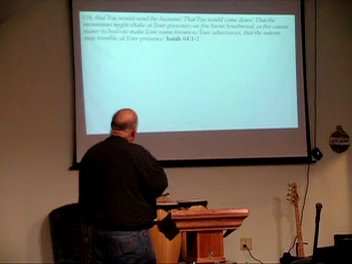 Oh, that You would rend the heavens! That You would come down! That the
mountains might shake at Your presence—as fire burns brushwood, as fire causes
water to boil—to make Your name known to Your adversaries, that the nations
may tremble at Your presence! Isaiah 64:1-2